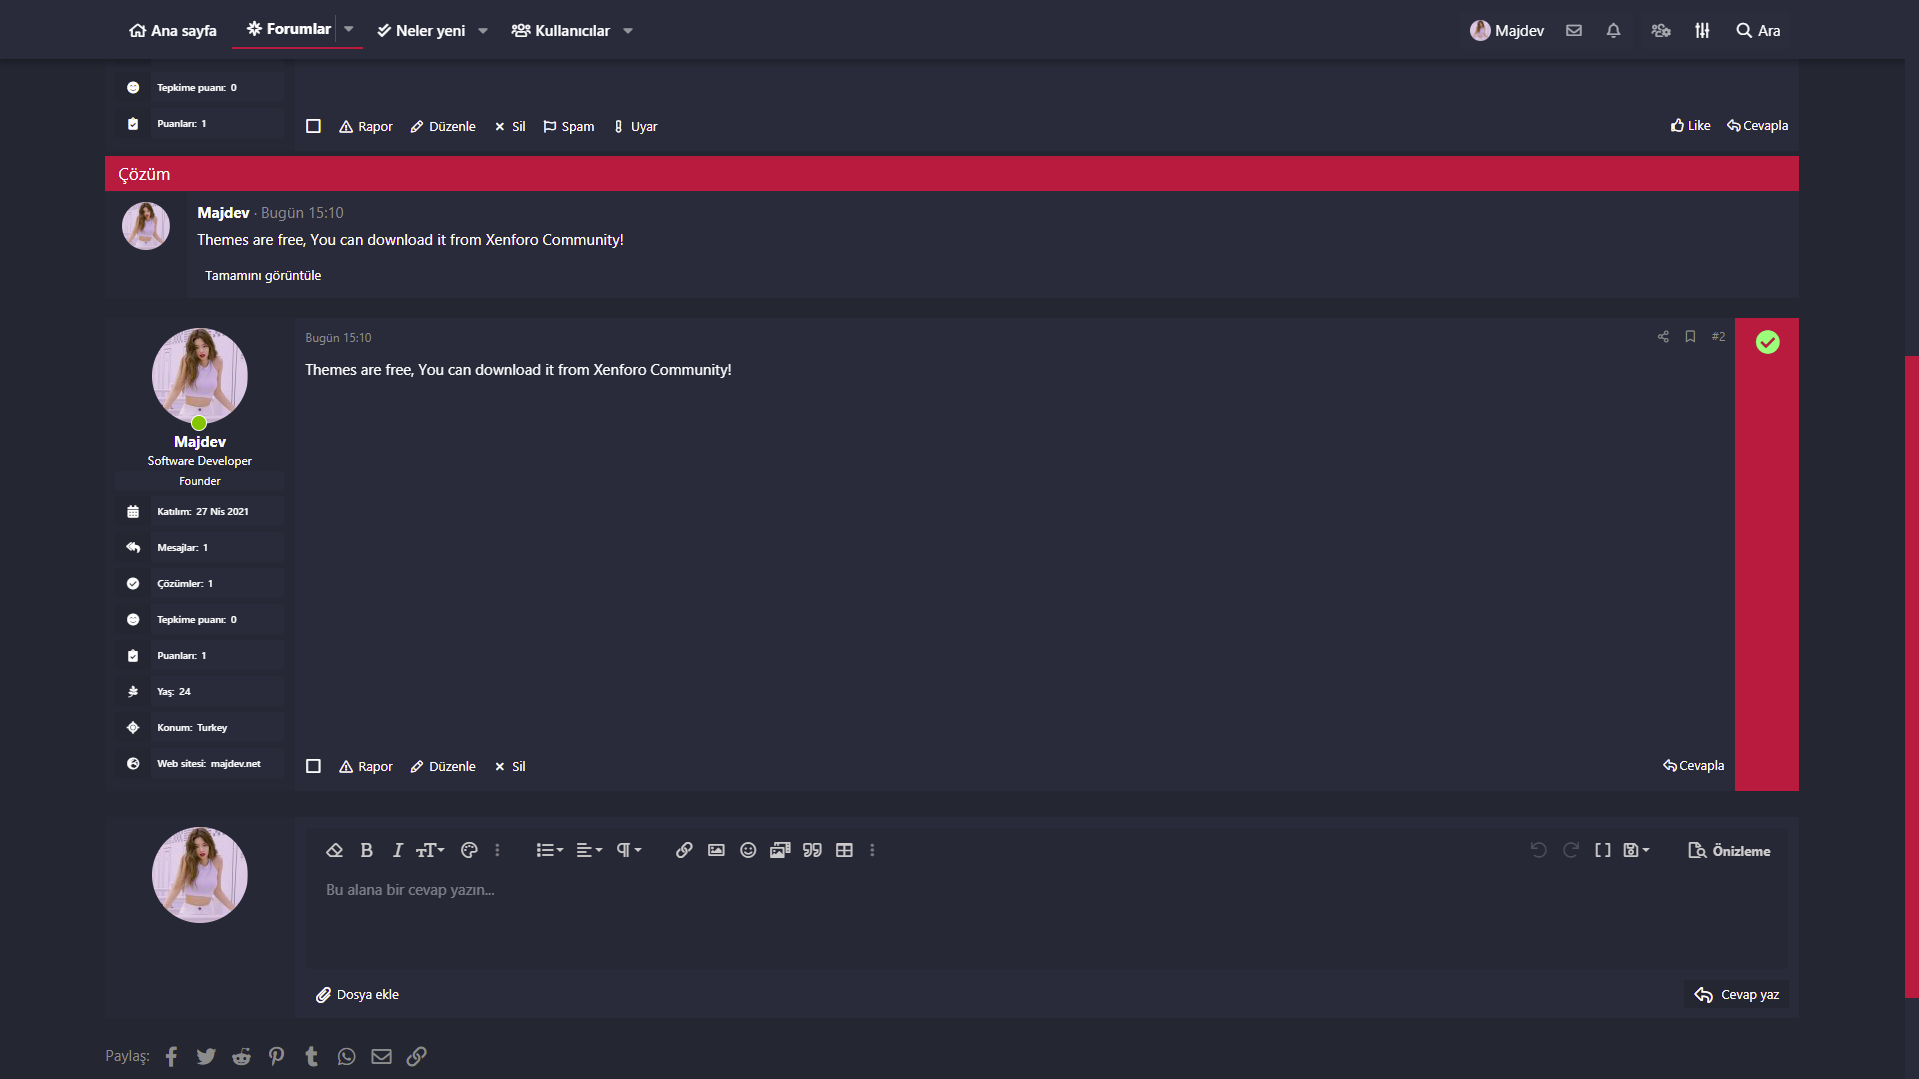 Ana sayfa
Forumlar
Neler yeni
Kullanıcılar
Majdev
Ara
Tepkime puanı: 0
Puanları: 1
Rapor
Düzenle
Sil
Spam
Uyar
Like
Cevapla
Çözüm
Majdev · Bugün 15:10
Themes are free, You can download it from Xenforo Community!
Tamamını görüntüle
Bugün 15:10
#2
Themes are free, You can download it from Xenforo Community!
Majdev
Software Developer
Founder
Katılım: 27 Nis 2021
Mesajlar: 1
Çözümler: 1
Tepkime puanı: 0
Puanları: 1
Yaş: 24
Konum: Turkey
Web sitesi: majdev.net
Rapor
Düzenle
Sil
Cevapla
Önizleme
Bu alana bir cevap yazın...
Dosya ekle
Cevap yaz
Paylaş: